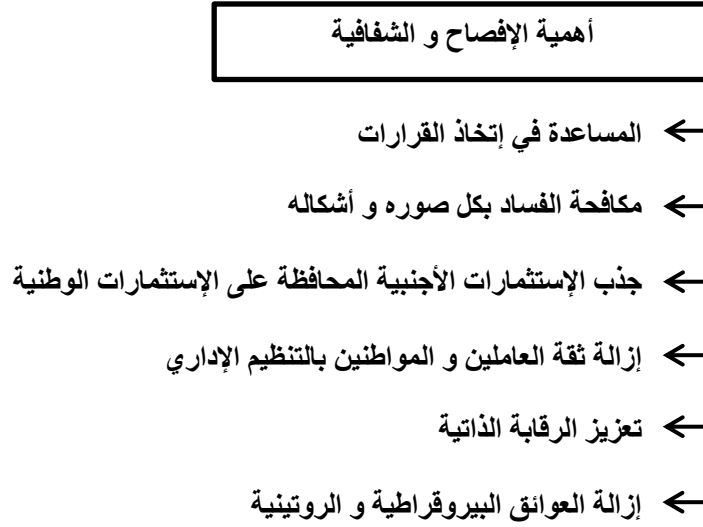 أهمية الإفصاح و الشفافية
المساعدة في إتخاذ القرارات
مكافحة الفساد بكل صوره و أشكاله
جذب الإستثمارات الأجنبية المحافظة على الإستثمارات الوطنية
إزالة ثقة العاملين و المواطنين بالتنظيم الإداري
تعزيز الرقابة الذاتية
إزالة العوائق البيروقراطية و الروتينية